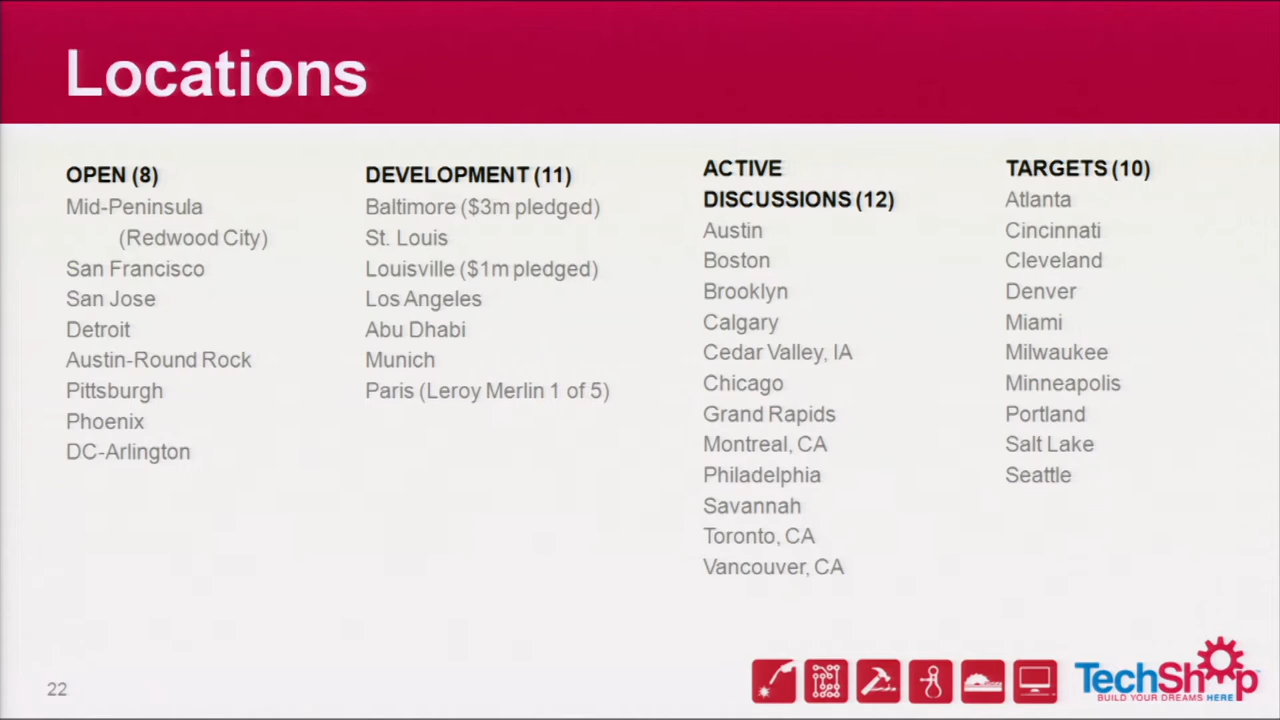 Locations
OPEN (8)
Mid-Peninsula
(Redwood City)
San Francisco
San Jose
Detroit
Austin-Round Rock
Pittsburgh
Phoenix
DC-Arlington
DEVELOPMENT (11)
Baltimore ($3m pledged)
St. Louis
Louisville ($1m pledged)
Los Angeles
Abu Dhabi
Munich
Paris (Leroy Merlin 1 of 5)
ACTIVE
DISCUSSIONS (12)
Austin
Boston
Brooklyn
Calgary
Cedar Valley, IA
Chicago
Grand Rapids
Montreal, CA
Philadelphia
Savannah
Toronto, CA
Vancouver, CA
TARGETS (10)
Atlanta
Cincinnati
Cleveland
Denver
Miami
Milwaukee
Minneapolis
Portland
Salt Lake
Seattle
22
TechShop
BUILD YOUR DREAMS HERE